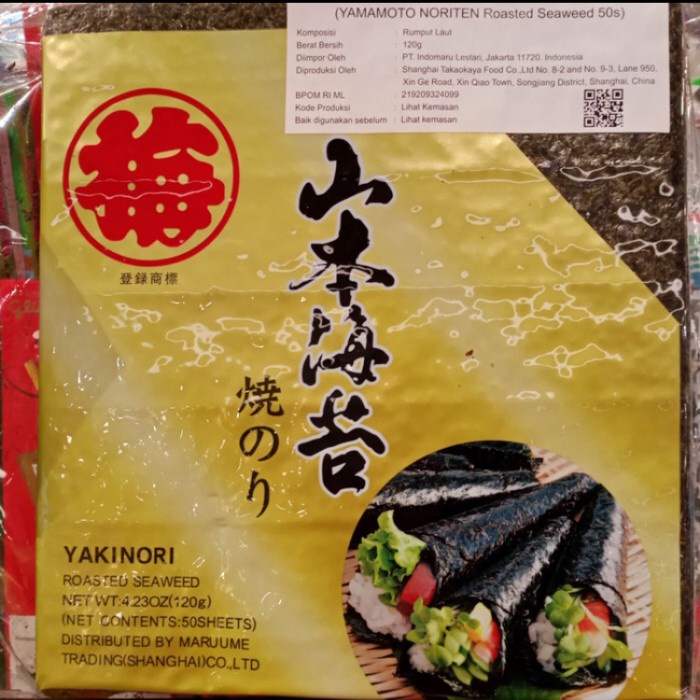 (YAMAMOTO NORITEN Roasted Seaweed 50s)
Komposisi : Rumput Laut
Berat Bersih : 120g
Diimpor Oleh : PT. Indomaru Lestari, Jakarta 11720. Indonesia
Diproduksi Oleh : Shanghai Takaokaya Food Co.,Ltd No. 8-2 and No. 9-3, Lane 950,
Xin Ge Road, Xin Qiao Town, Songjiang District, Shanghai, China
BPOM RI ML : 219209324099
Kode Produksi : Lihat Kemasan
Baik digunakan sebelum : Lihat kemasan
梅
登録商標
山本海苔
焼のり
YAKINORI
ROASTED SEAWEED
NET WT:4.23OZ(120g)
(NET CONTENTS:50SHEETS)
DISTRIBUTED BY MARUUME
TRADING(SHANGHAI)CO.,LTD